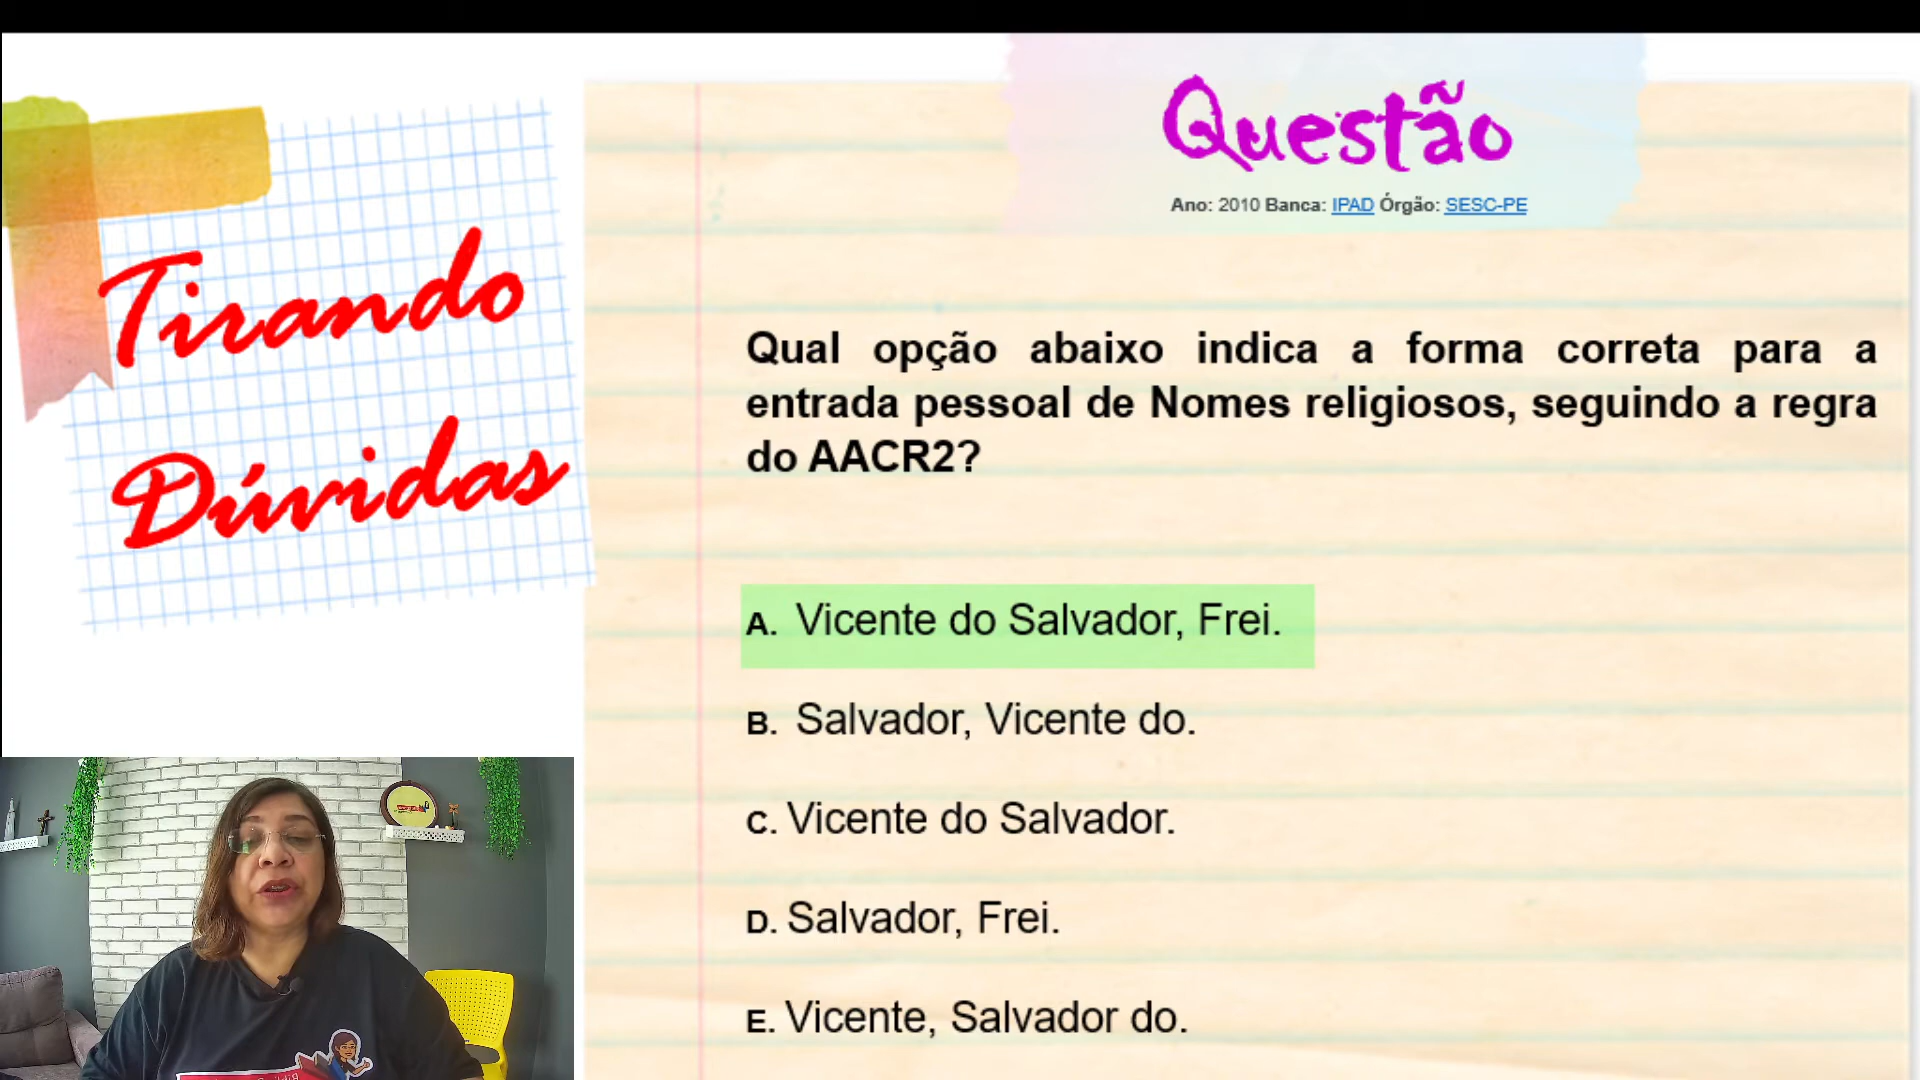 Tirando
Dúvidas
Questão
Ano: 2010 Banca: IPAD Órgão: SESC-PE
Qual opção abaixo indica a forma correta para a
entrada pessoal de Nomes religiosos, seguindo a regra
do AACR2?
A. Vicente do Salvador, Frei.
B. Salvador, Vicente do.
C. Vicente do Salvador.
D. Salvador, Frei.
E. Vicente, Salvador do.